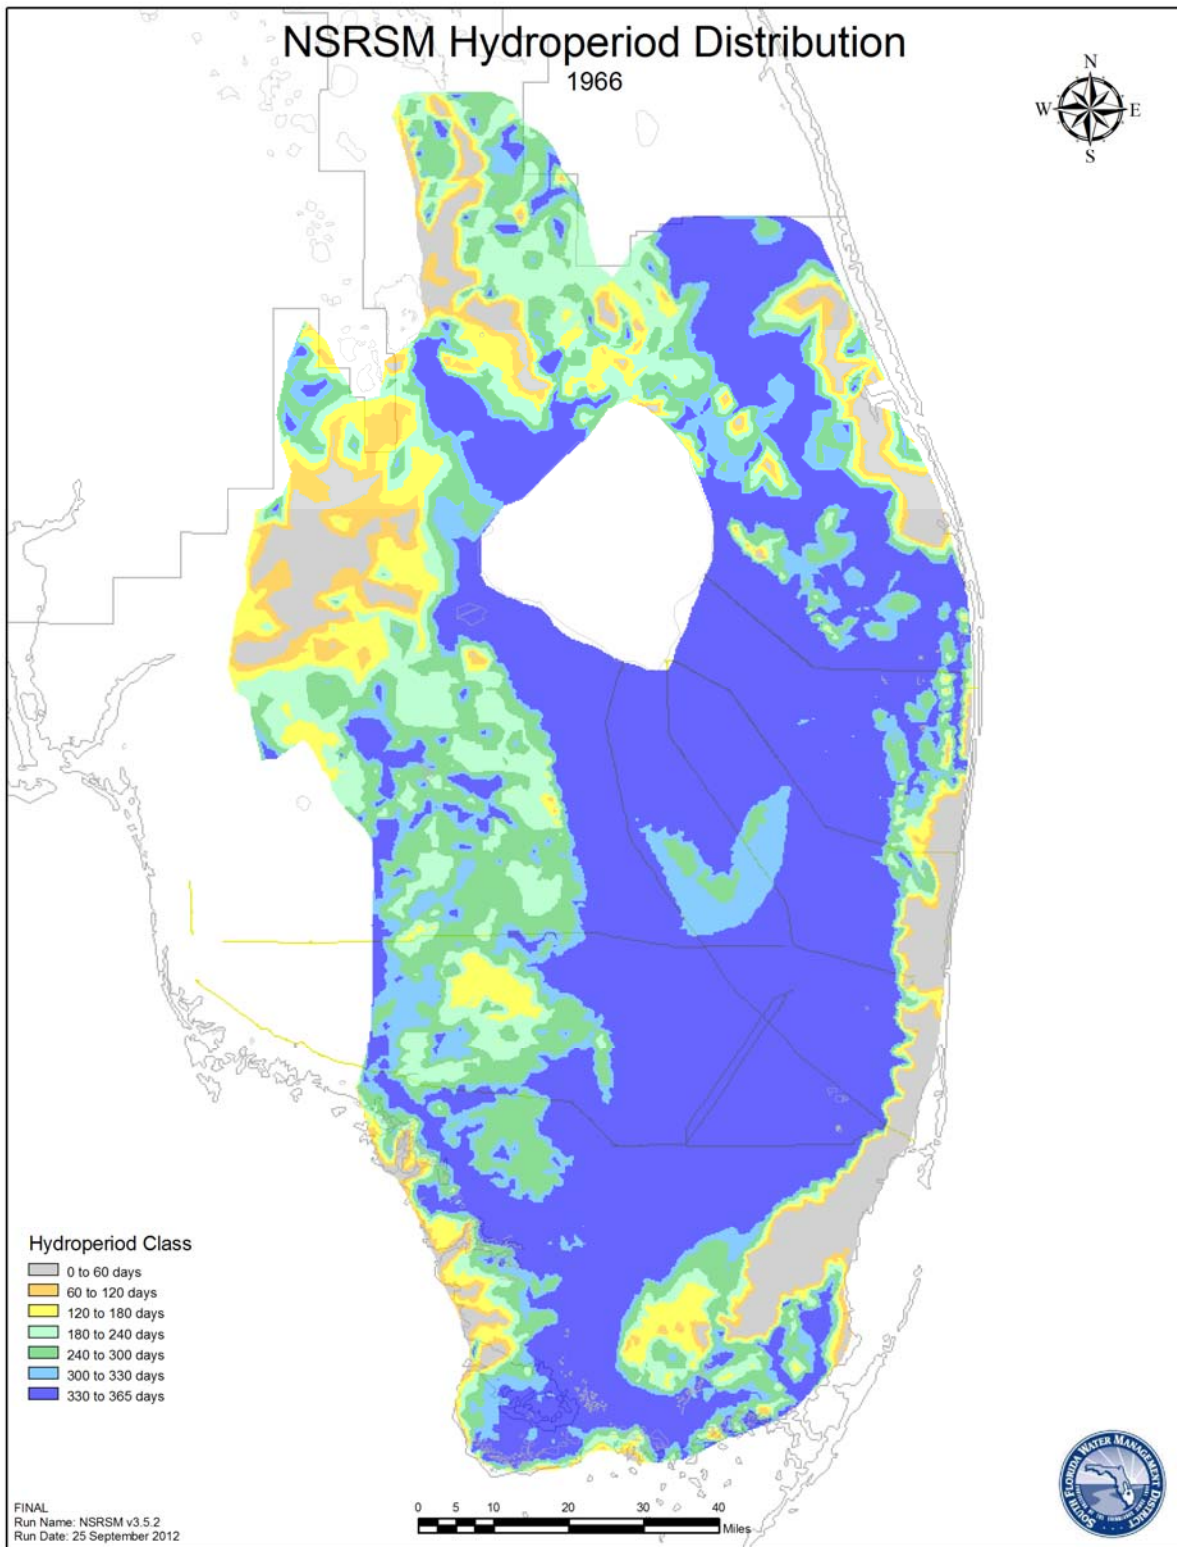 NSRSM Hydroperiod Distribution
1966
N
W E
S
Hydroperiod Class
0 to 60 days
60 to 120 days
120 to 180 days
180 to 240 days
240 to 300 days
300 to 330 days
330 to 365 days
FINAL
Run Name: NSRSM v3.5.2
Run Date: 25 September 2012
0 5 10 20 30 40
Miles
SOUTH FLORIDA WATER MANAGEMENT DISTRICT